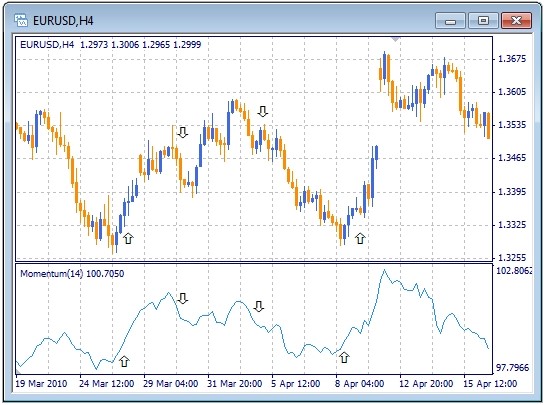 EURUSD,H4
EURUSD,H4 1.2973 1.3006 1.2965 1.2999
1.3675
1.3605
1.3535
1.3465
1.3395
1.3325
1.3255
Momentum(14) 100.7050
102.8062
97.7966
19 Mar 2010 24 Mar 12:00 29 Mar 04:00 31 Mar 20:00 5 Apr 12:00 8 Apr 04:00 12 Apr 20:00 15 Apr 12:00